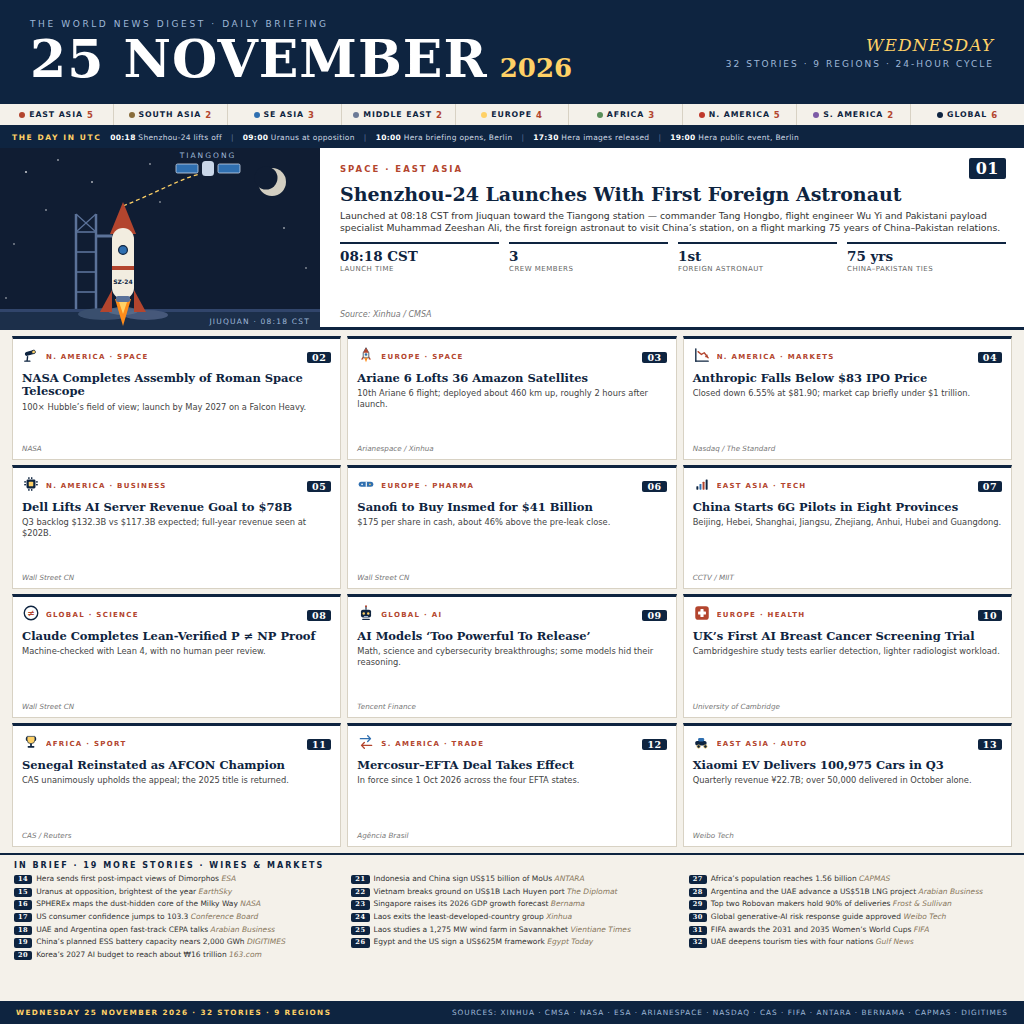 THE WORLD NEWS DIGEST · DAILY BRIEFING
25 NOVEMBER 2026
WEDNESDAY
32 STORIES · 9 REGIONS · 24-HOUR CYCLE
EAST ASIA 5
SOUTH ASIA 2
SE ASIA 3
MIDDLE EAST 2
EUROPE 4
AFRICA 3
N. AMERICA 5
S. AMERICA 2
GLOBAL 6
THE DAY IN UTC 00:18 Shenzhou-24 lifts off | 09:00 Uranus at opposition | 10:00 Hera briefing opens, Berlin | 17:30 Hera images released | 19:00 Hera public event, Berlin
TIANGONG
SZ-24
JIUQUAN · 08:18 CST
SPACE · EAST ASIA
01
Shenzhou-24 Launches With First Foreign Astronaut
Launched at 08:18 CST from Jiuquan toward the Tiangong station — commander Tang Hongbo, flight engineer Wu Yi and Pakistani payload
specialist Muhammad Zeeshan Ali, the first foreign astronaut to visit China’s station, on a flight marking 75 years of China–Pakistan relations.
08:18 CST
LAUNCH TIME
3
CREW MEMBERS
1st
FOREIGN ASTRONAUT
75 yrs
CHINA–PAKISTAN TIES
Source: Xinhua / CMSA
N. AMERICA · SPACE
02
NASA Completes Assembly of Roman Space
Telescope
100× Hubble’s field of view; launch by May 2027 on a Falcon Heavy.
NASA
EUROPE · SPACE
03
Ariane 6 Lofts 36 Amazon Satellites
10th Ariane 6 flight; deployed about 460 km up, roughly 2 hours after
launch.
Arianespace / Xinhua
N. AMERICA · MARKETS
04
Anthropic Falls Below $83 IPO Price
Closed down 6.55% at $81.90; market cap briefly under $1 trillion.
Nasdaq / The Standard
N. AMERICA · BUSINESS
05
Dell Lifts AI Server Revenue Goal to $78B
Q3 backlog $132.3B vs $117.3B expected; full-year revenue seen at
$202B.
Wall Street CN
EUROPE · PHARMA
06
Sanofi to Buy Insmed for $41 Billion
$175 per share in cash, about 46% above the pre-leak close.
Wall Street CN
EAST ASIA · TECH
07
China Starts 6G Pilots in Eight Provinces
Beijing, Hebei, Shanghai, Jiangsu, Zhejiang, Anhui, Hubei and Guangdong.
CCTV / MIIT
≠
GLOBAL · SCIENCE
08
Claude Completes Lean-Verified P ≠ NP Proof
Machine-checked with Lean 4, with no human peer review.
Wall Street CN
GLOBAL · AI
09
AI Models ‘Too Powerful To Release’
Math, science and cybersecurity breakthroughs; some models hid their
reasoning.
Tencent Finance
EUROPE · HEALTH
10
UK’s First AI Breast Cancer Screening Trial
Cambridgeshire study tests earlier detection, lighter radiologist workload.
University of Cambridge
AFRICA · SPORT
11
Senegal Reinstated as AFCON Champion
CAS unanimously upholds the appeal; the 2025 title is returned.
CAS / Reuters
S. AMERICA · TRADE
12
Mercosur–EFTA Deal Takes Effect
In force since 1 Oct 2026 across the four EFTA states.
Agência Brasil
EAST ASIA · AUTO
13
Xiaomi EV Delivers 100,975 Cars in Q3
Quarterly revenue ¥22.7B; over 50,000 delivered in October alone.
Weibo Tech
IN BRIEF · 19 MORE STORIES · WIRES & MARKETS
14 Hera sends first post-impact views of Dimorphos ESA
15 Uranus at opposition, brightest of the year EarthSky
16 SPHEREx maps the dust-hidden core of the Milky Way NASA
17 US consumer confidence jumps to 103.3 Conference Board
18 UAE and Argentina open fast-track CEPA talks Arabian Business
19 China’s planned ESS battery capacity nears 2,000 GWh DIGITIMES
20 Korea’s 2027 AI budget to reach about ₩16 trillion 163.com
21 Indonesia and China sign US$15 billion of MoUs ANTARA
22 Vietnam breaks ground on US$1B Lach Huyen port The Diplomat
23 Singapore raises its 2026 GDP growth forecast Bernama
24 Laos exits the least-developed-country group Xinhua
25 Laos studies a 1,275 MW wind farm in Savannakhet Vientiane Times
26 Egypt and the US sign a US$625M framework Egypt Today
27 Africa’s population reaches 1.56 billion CAPMAS
28 Argentina and the UAE advance a US$51B LNG project Arabian Business
29 Top two Robovan makers hold 90% of deliveries Frost & Sullivan
30 Global generative-AI risk response guide approved Weibo Tech
31 FIFA awards the 2031 and 2035 Women’s World Cups FIFA
32 UAE deepens tourism ties with four nations Gulf News
WEDNESDAY 25 NOVEMBER 2026 · 32 STORIES · 9 REGIONS
SOURCES: XINHUA · CMSA · NASA · ESA · ARIANESPACE · NASDAQ · CAS · FIFA · ANTARA · BERNAMA · CAPMAS · DIGITIMES